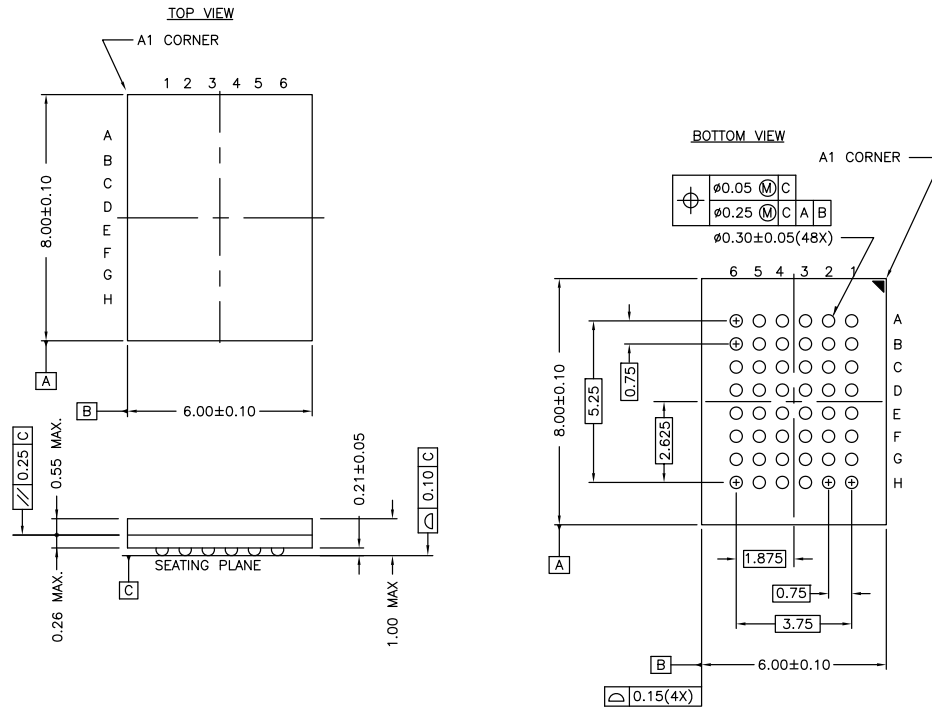 TOP VIEW
A1 CORNER
1 2 3 4 5 6
A
B
C
D
E
F
G
H
8.00±0.10
A
B
6.00±0.10
// 0.25 C
0.55 MAX.
0.26 MAX.
SEATING PLANE
C
0.21±0.05
1.00 MAX
⌓ 0.10 C
BOTTOM VIEW
A1 CORNER
⌖ ø0.05 Ⓜ C
ø0.25 Ⓜ C A B
ø0.30±0.05(48X)
6 5 4 3 2 1
A
B
C
D
E
F
G
H
8.00±0.10
5.25
0.75
2.625
A
1.875
0.75
3.75
B
6.00±0.10
⌓ 0.15(4X)